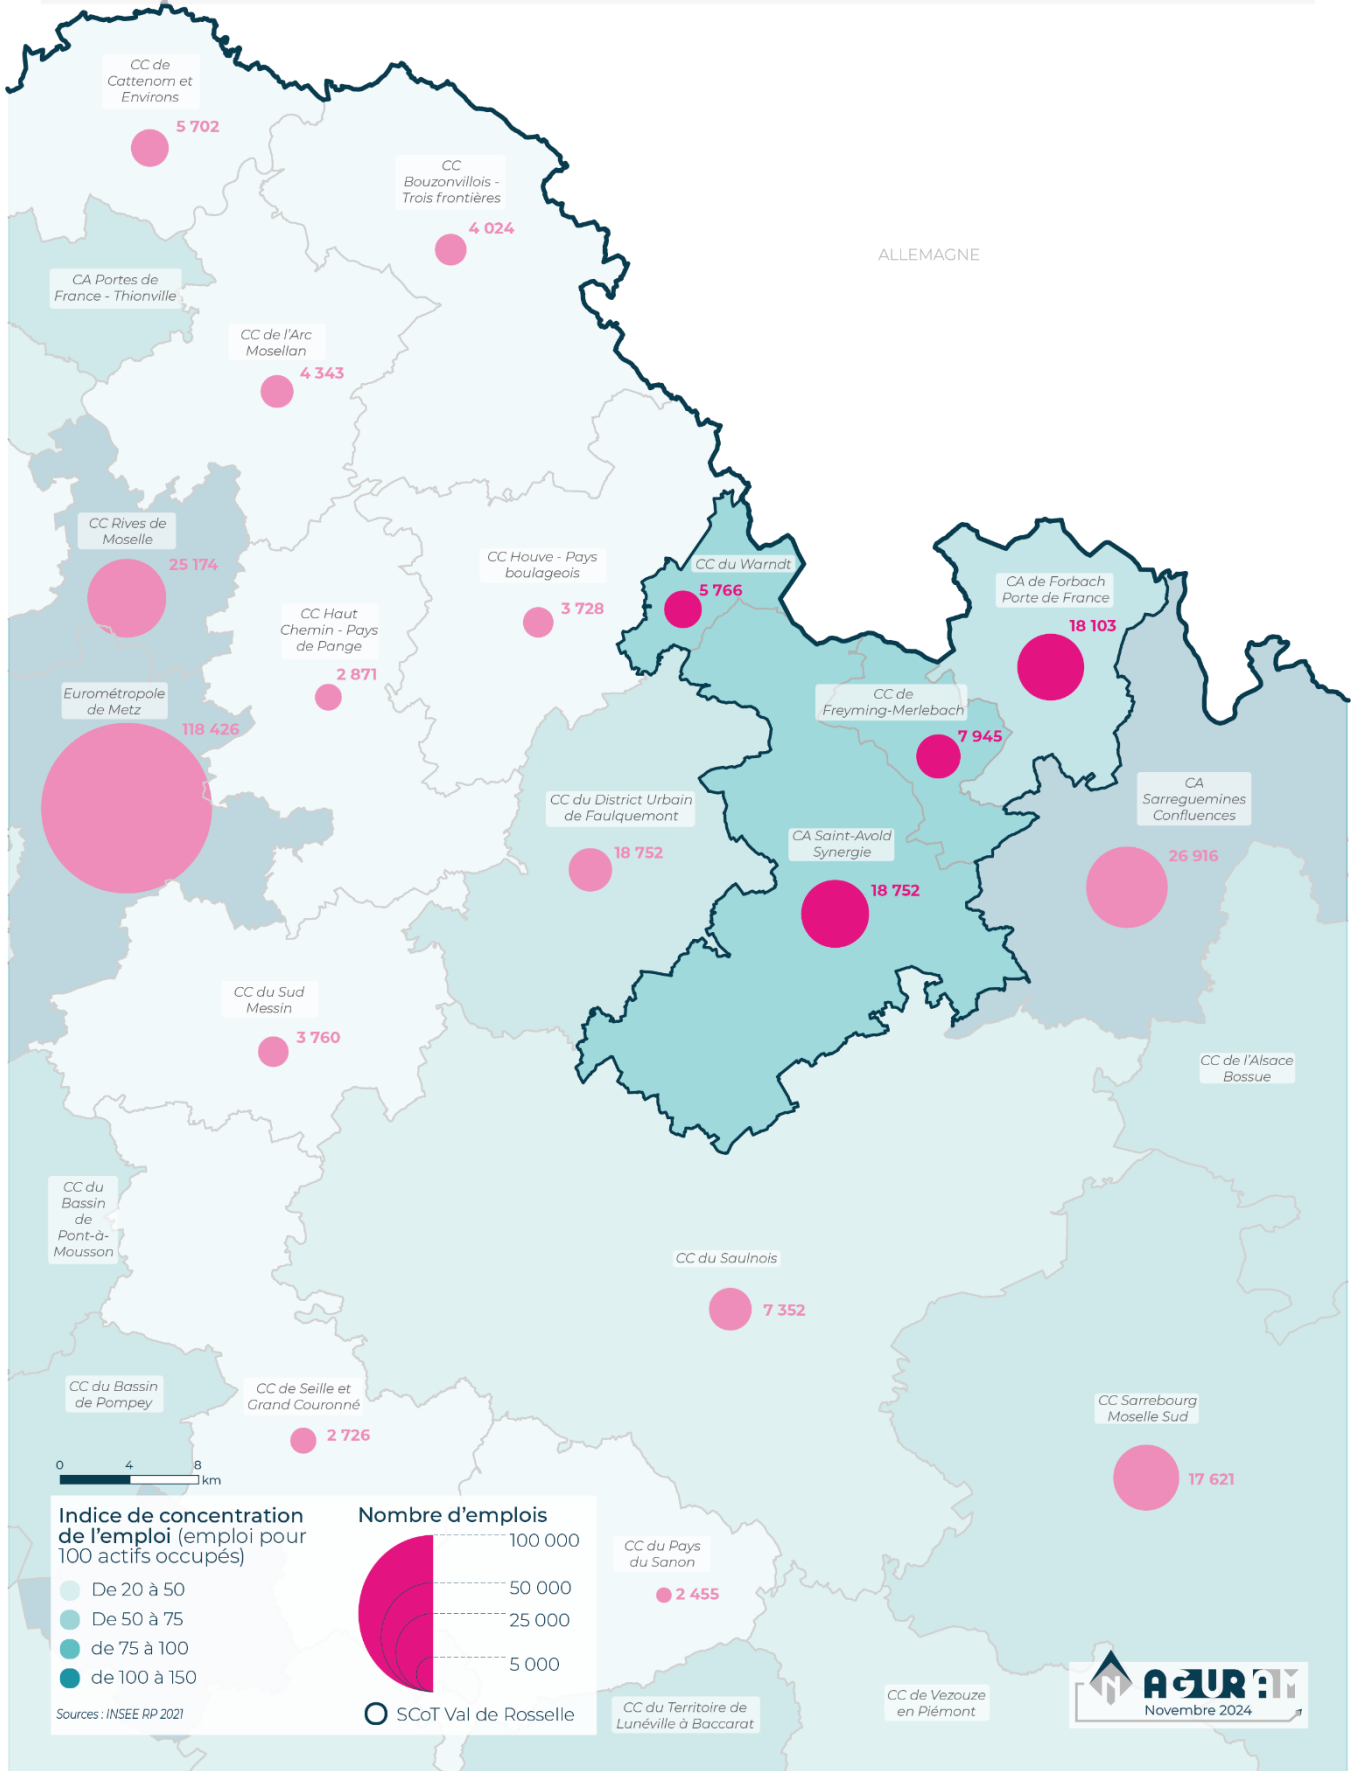 CC de
Cattenom et
Environs
5 702
CC
Bouzonvillois -
Trois frontières
4 024
ALLEMAGNE
CA Portes de
France - Thionville
CC de l'Arc
Mosellan
4 343
CC Rives de
Moselle
25 174
CC Houve - Pays
boulageois
3 728
CC du Warndt
5 766
CA de Forbach
Porte de France
18 103
CC Haut
Chemin - Pays
de Pange
2 871
Eurométropole
de Metz
118 426
CC de
Freyming-Merlebach
7 945
CC du District Urbain
de Faulquemont
18 752
CA Saint-Avold
Synergie
18 752
CA
Sarreguemines
Confluences
26 916
CC du Sud
Messin
3 760
CC de l'Alsace
Bossue
CC du
Bassin
de
Pont-à-
Mousson
CC du Saulnois
7 352
CC du Bassin
de Pompey
CC de Seille et
Grand Couronné
2 726
CC Sarrebourg
Moselle Sud
17 621
CC du Pays
du Sanon
2 455
CC du Territoire de
Lunéville à Baccarat
CC de Vezouze
en Piémont
0 4 8
km
Indice de concentration
de l'emploi (emploi pour
100 actifs occupés)
De 20 à 50
De 50 à 75
de 75 à 100
de 100 à 150
Sources : INSEE RP 2021
Nombre d'emplois
100 000
50 000
25 000
5 000
SCoT Val de Rosselle
N
AGURAM
Novembre 2024